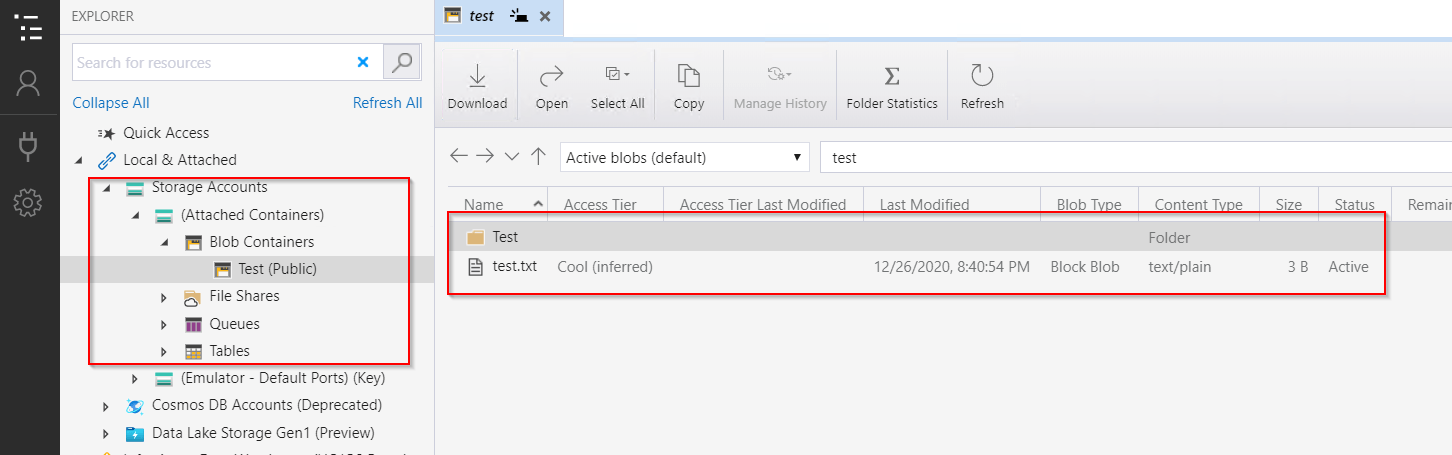 EXPLORER
Search for resources
Collapse All Refresh All
Quick Access
Local & Attached
Storage Accounts
(Attached Containers)
Blob Containers
Test (Public)
File Shares
Queues
Tables
(Emulator - Default Ports) (Key)
Cosmos DB Accounts (Deprecated)
Data Lake Storage Gen1 (Preview)
test
Download Open Select All Copy Manage History Folder Statistics Refresh
Active blobs (default) test
Name Access Tier Access Tier Last Modified Last Modified Blob Type Content Type Size Status Remain
Test Folder
test.txt Cool (inferred) 12/26/2020, 8:40:54 PM Block Blob text/plain 3 B Active